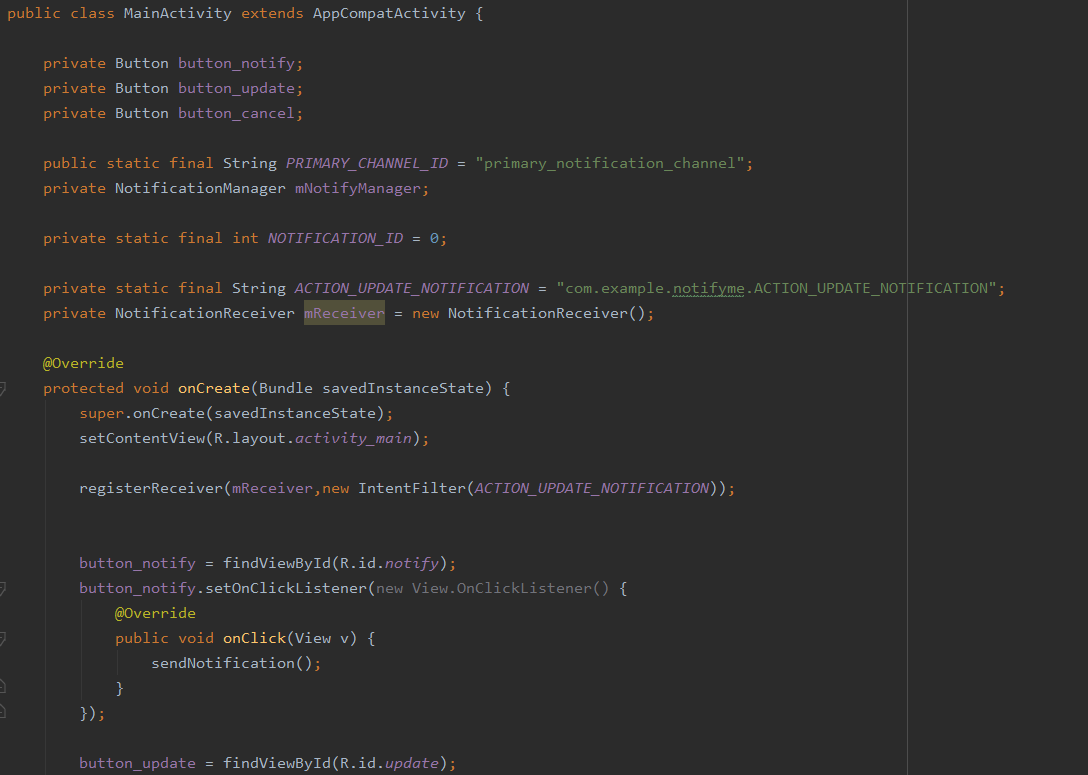 public class MainActivity extends AppCompatActivity {
private Button button_notify;
private Button button_update;
private Button button_cancel;
public static final String PRIMARY_CHANNEL_ID = "primary_notification_channel";
private NotificationManager mNotifyManager;
private static final int NOTIFICATION_ID = 0;
private static final String ACTION_UPDATE_NOTIFICATION = "com.example.notifyme.ACTION_UPDATE_NOTIFICATION";
private NotificationReceiver mReceiver = new NotificationReceiver();
@Override
protected void onCreate(Bundle savedInstanceState) {
super.onCreate(savedInstanceState);
setContentView(R.layout.activity_main);
registerReceiver(mReceiver,new IntentFilter(ACTION_UPDATE_NOTIFICATION));
button_notify = findViewById(R.id.notify);
button_notify.setOnClickListener(new View.OnClickListener() {
@Override
public void onClick(View v) {
sendNotification();
}
});
button_update = findViewById(R.id.update);